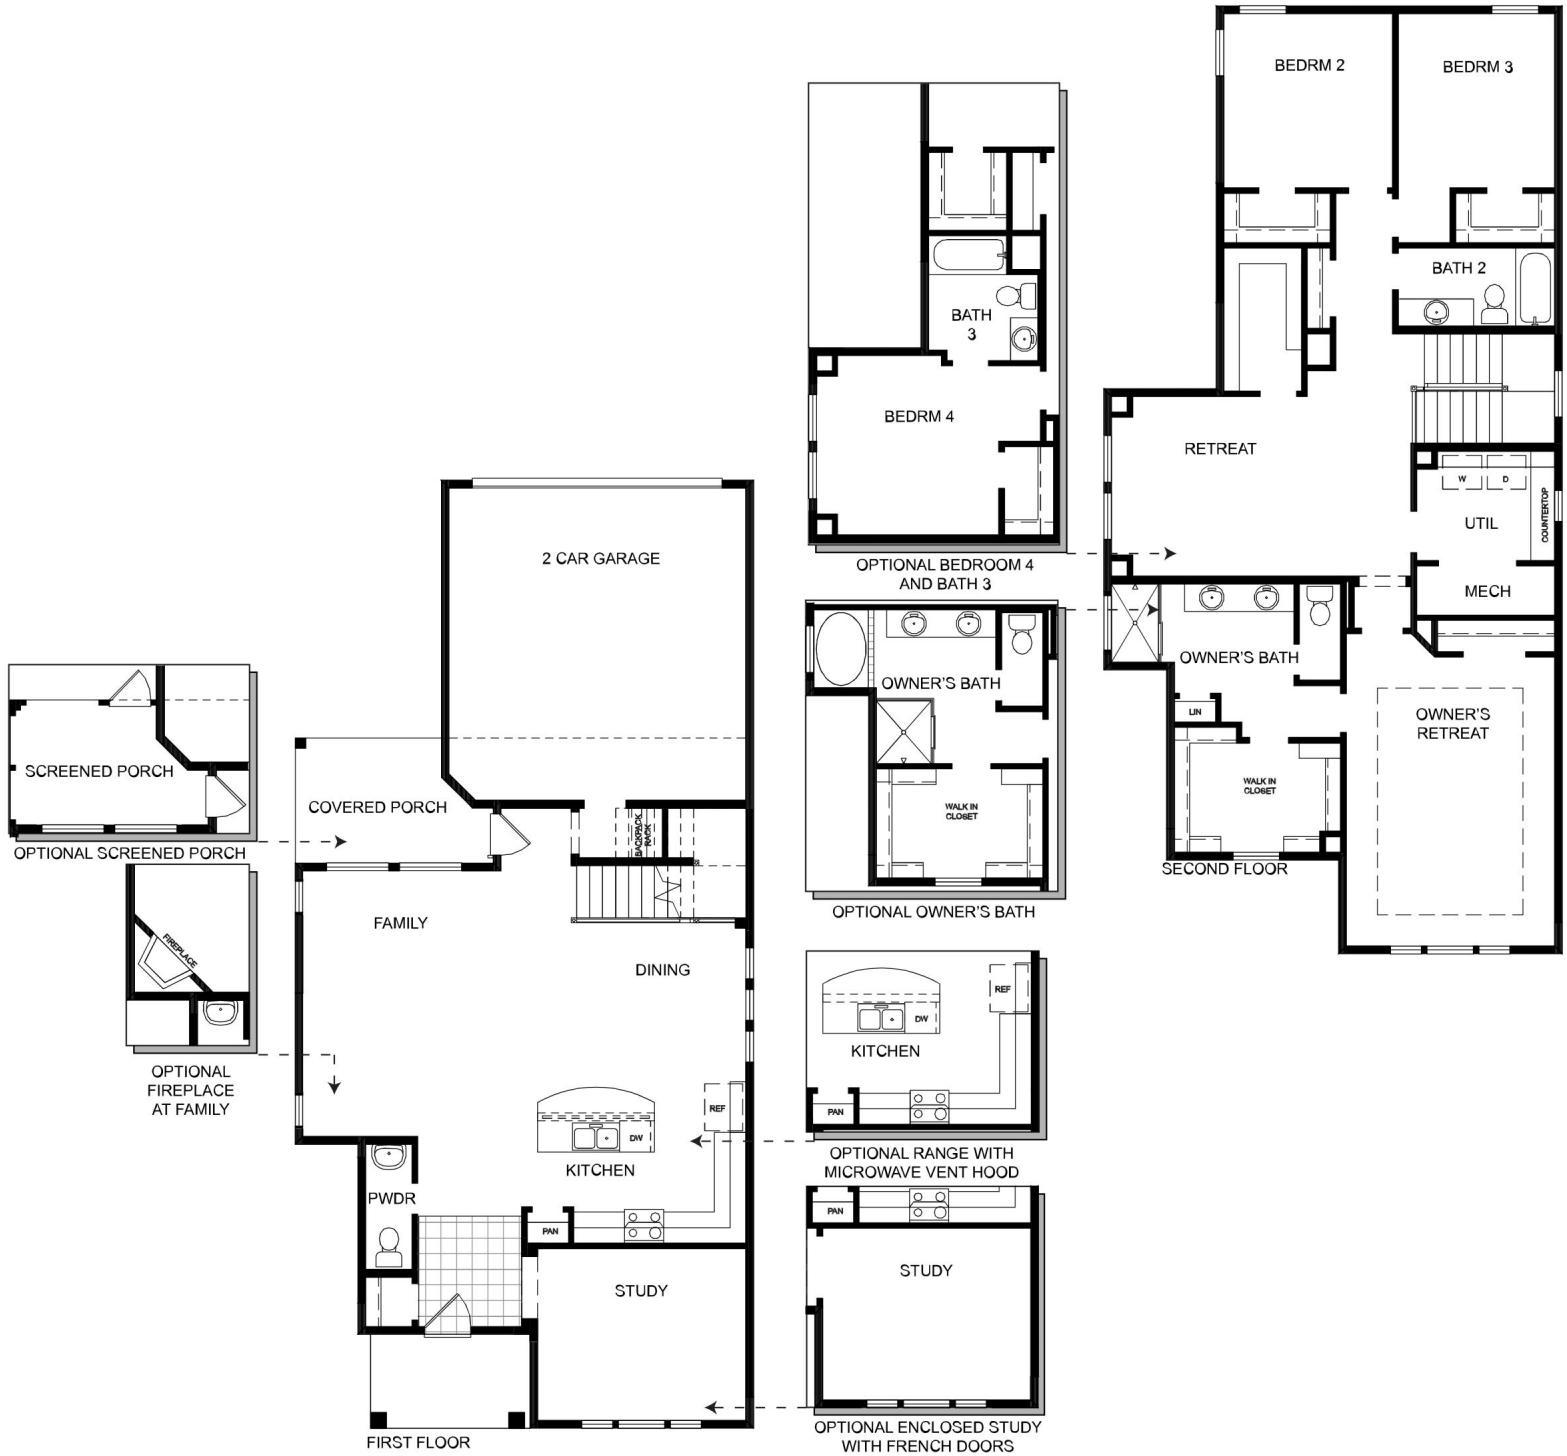 BEDRM 2
BEDRM 3
BATH 2
RETREAT
W
D
COUNTERTOP
UTIL
MECH
OWNER'S BATH
LIN
OWNER'S
RETREAT
WALK IN
CLOSET
SECOND FLOOR
BATH
3
BEDRM 4
OPTIONAL BEDROOM 4
AND BATH 3
OWNER'S BATH
WALK IN
CLOSET
OPTIONAL OWNER'S BATH
REF
DW
KITCHEN
PAN
OPTIONAL RANGE WITH
MICROWAVE VENT HOOD
PAN
STUDY
OPTIONAL ENCLOSED STUDY
WITH FRENCH DOORS
2 CAR GARAGE
COVERED PORCH
BACKPACK
RACK
FAMILY
DINING
REF
DW
KITCHEN
PWDR
PAN
STUDY
FIRST FLOOR
SCREENED PORCH
OPTIONAL SCREENED PORCH
FIREPLACE
OPTIONAL
FIREPLACE
AT FAMILY